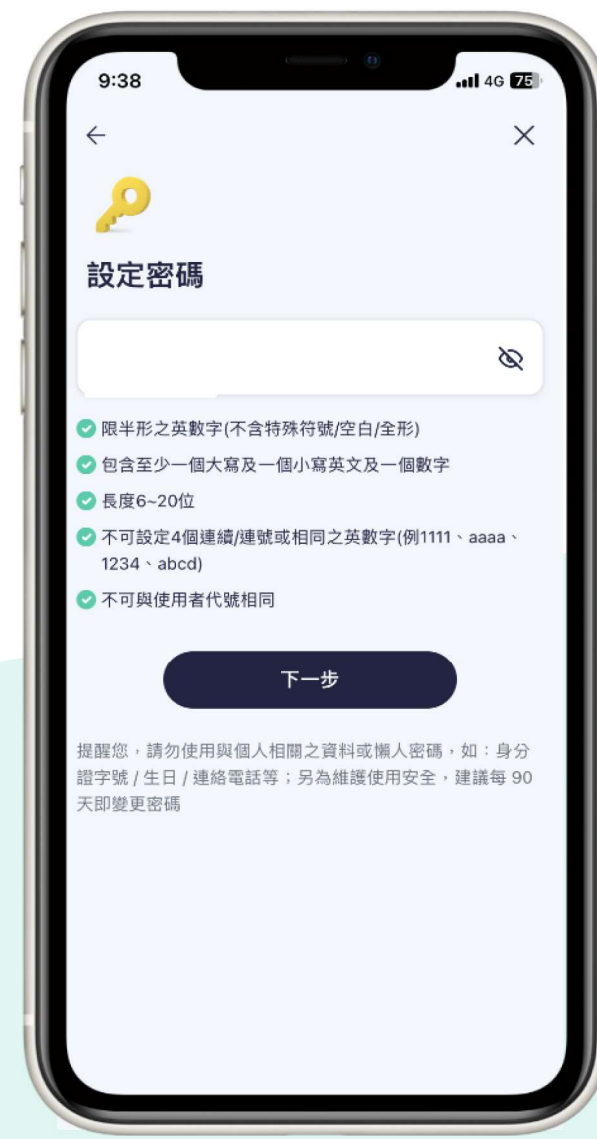 9:38
4G 75
設定密碼
限半形之英數字(不含特殊符號/空白/全形)
包含至少一個大寫及一個小寫英文及一個數字
長度6~20位
不可設定4個連續/連號或相同之英數字(例1111、aaaa、
1234、abcd)
不可與使用者代號相同
下一步
提醒您，請勿使用與個人相關之資料或懶人密碼，如：身分
證字號 / 生日 / 連絡電話等；另為維護使用安全，建議每 90
天即變更密碼